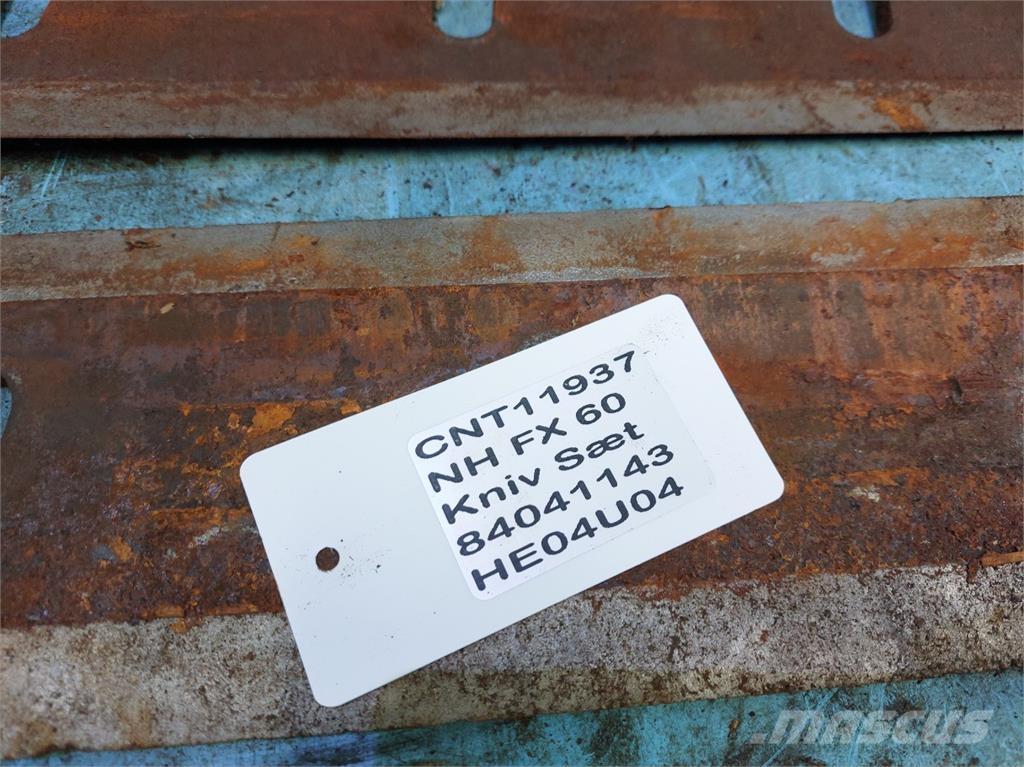 CNT11937
NH FX 60
Kniv Sæt
84041143
HE04U04
mascus